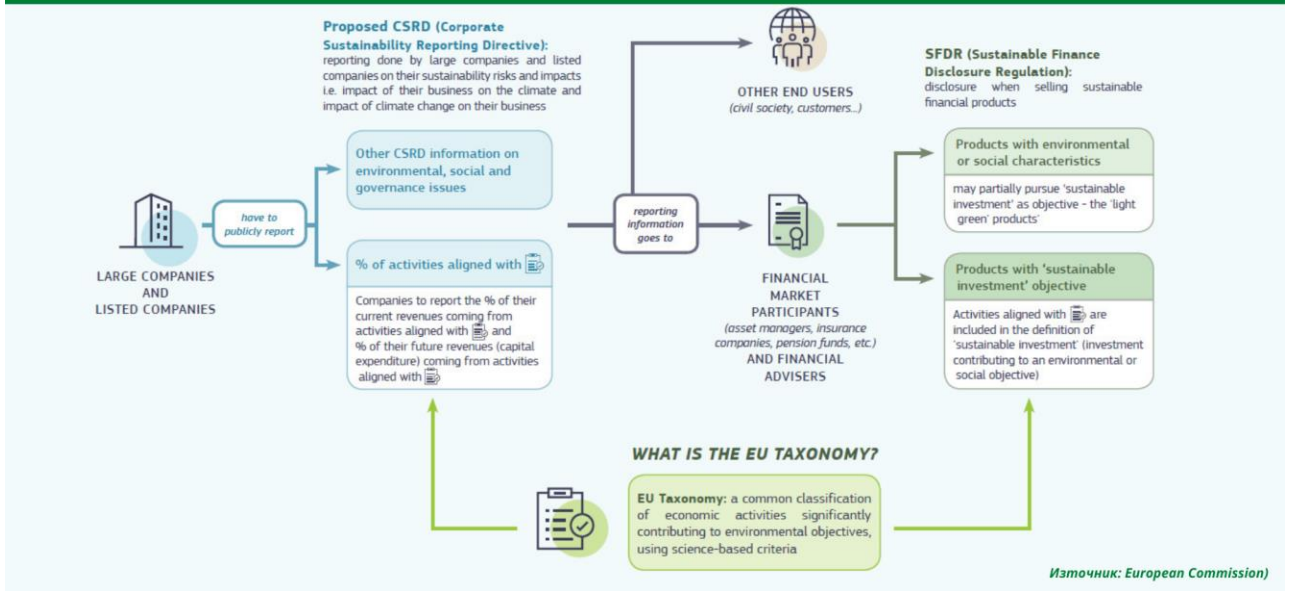 Proposed CSRD (Corporate
Sustainability Reporting Directive):
reporting done by large companies and listed
companies on their sustainability risks and impacts
i.e. impact of their business on the climate and
impact of climate change on their business
OTHER END USERS
(civil society, customers...)
SFDR (Sustainable Finance
Disclosure Regulation):
disclosure when selling sustainable
financial products
LARGE COMPANIES
AND
LISTED COMPANIES
have to
publicly report
Other CSRD information on
environmental, social and
governance issues
% of activities aligned with
Companies to report the % of their
current revenues coming from
activities aligned with and
% of their future revenues (capital
expenditure) coming from activities
aligned with
reporting
information
goes to
FINANCIAL
MARKET
PARTICIPANTS
(asset managers, insurance
companies, pension funds, etc.)
AND FINANCIAL
ADVISERS
Products with environmental
or social characteristics
may partially pursue 'sustainable
investment' as objective - the 'light
green' products'
Products with 'sustainable
investment' objective
Activities aligned with are
included in the definition of
'sustainable investment' (investment
contributing to an environmental or
social objective)
WHAT IS THE EU TAXONOMY?
EU Taxonomy: a common classification
of economic activities significantly
contributing to environmental objectives,
using science-based criteria
Източник: European Commission)